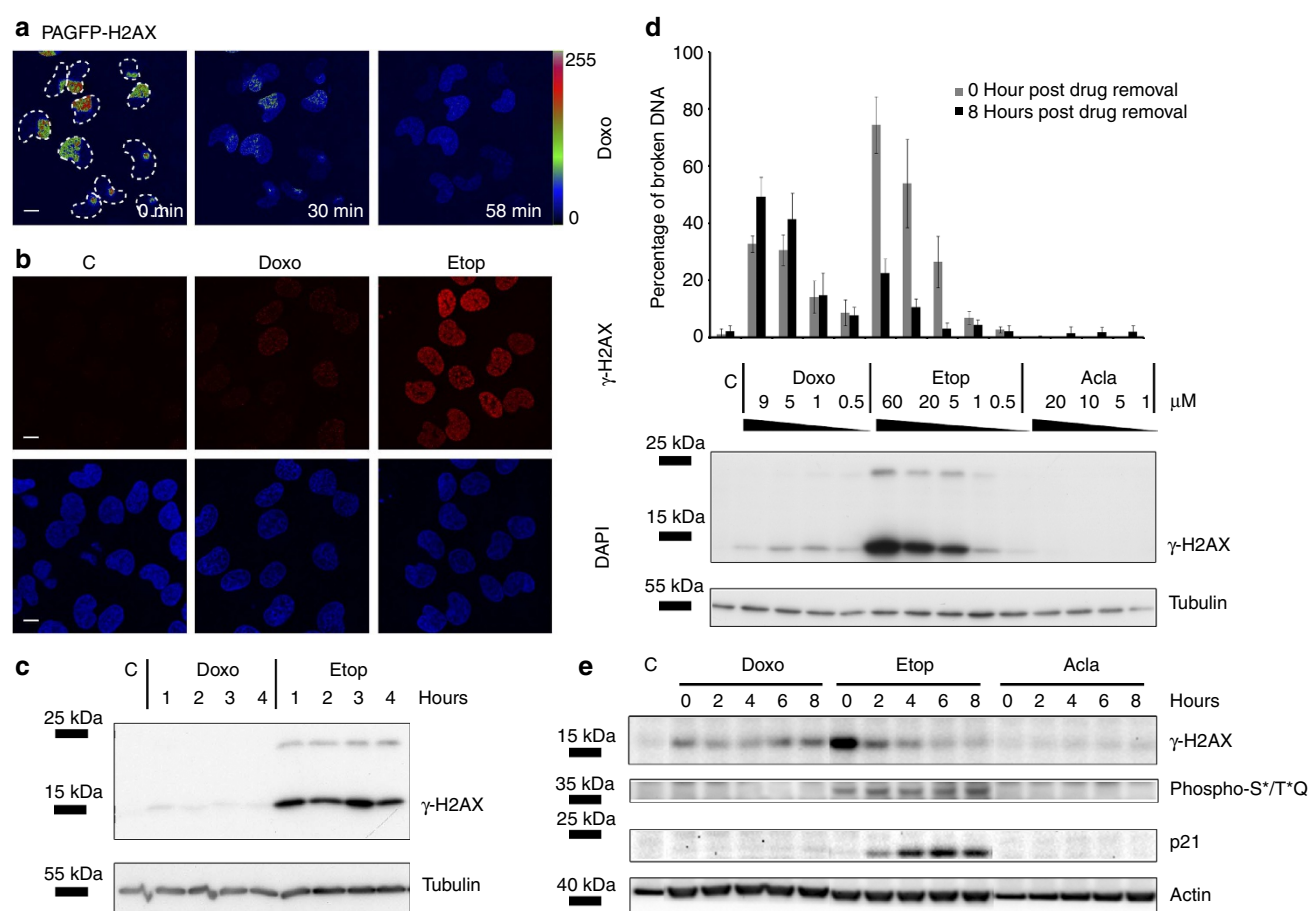 a PAGFP-H2AX
255
Doxo
0
0 min
30 min
58 min
b
C Doxo Etop
γ-H2AX
DAPI
c
C Doxo Etop
1 2 3 4 1 2 3 4 Hours
25 kDa
15 kDa
γ-H2AX
55 kDa
Tubulin
d
100
80
60
40
20
0
Percentage of broken DNA
0 Hour post drug removal
8 Hours post drug removal
C Doxo Etop Acla
9 5 1 0.5 60 20 5 1 0.5 20 10 5 1 μM
25 kDa
15 kDa
γ-H2AX
55 kDa
Tubulin
e
C Doxo Etop Acla
0 2 4 6 8 0 2 4 6 8 0 2 4 6 8 Hours
15 kDa
γ-H2AX
35 kDa
Phospho-S*/T*Q
25 kDa
p21
40 kDa
Actin